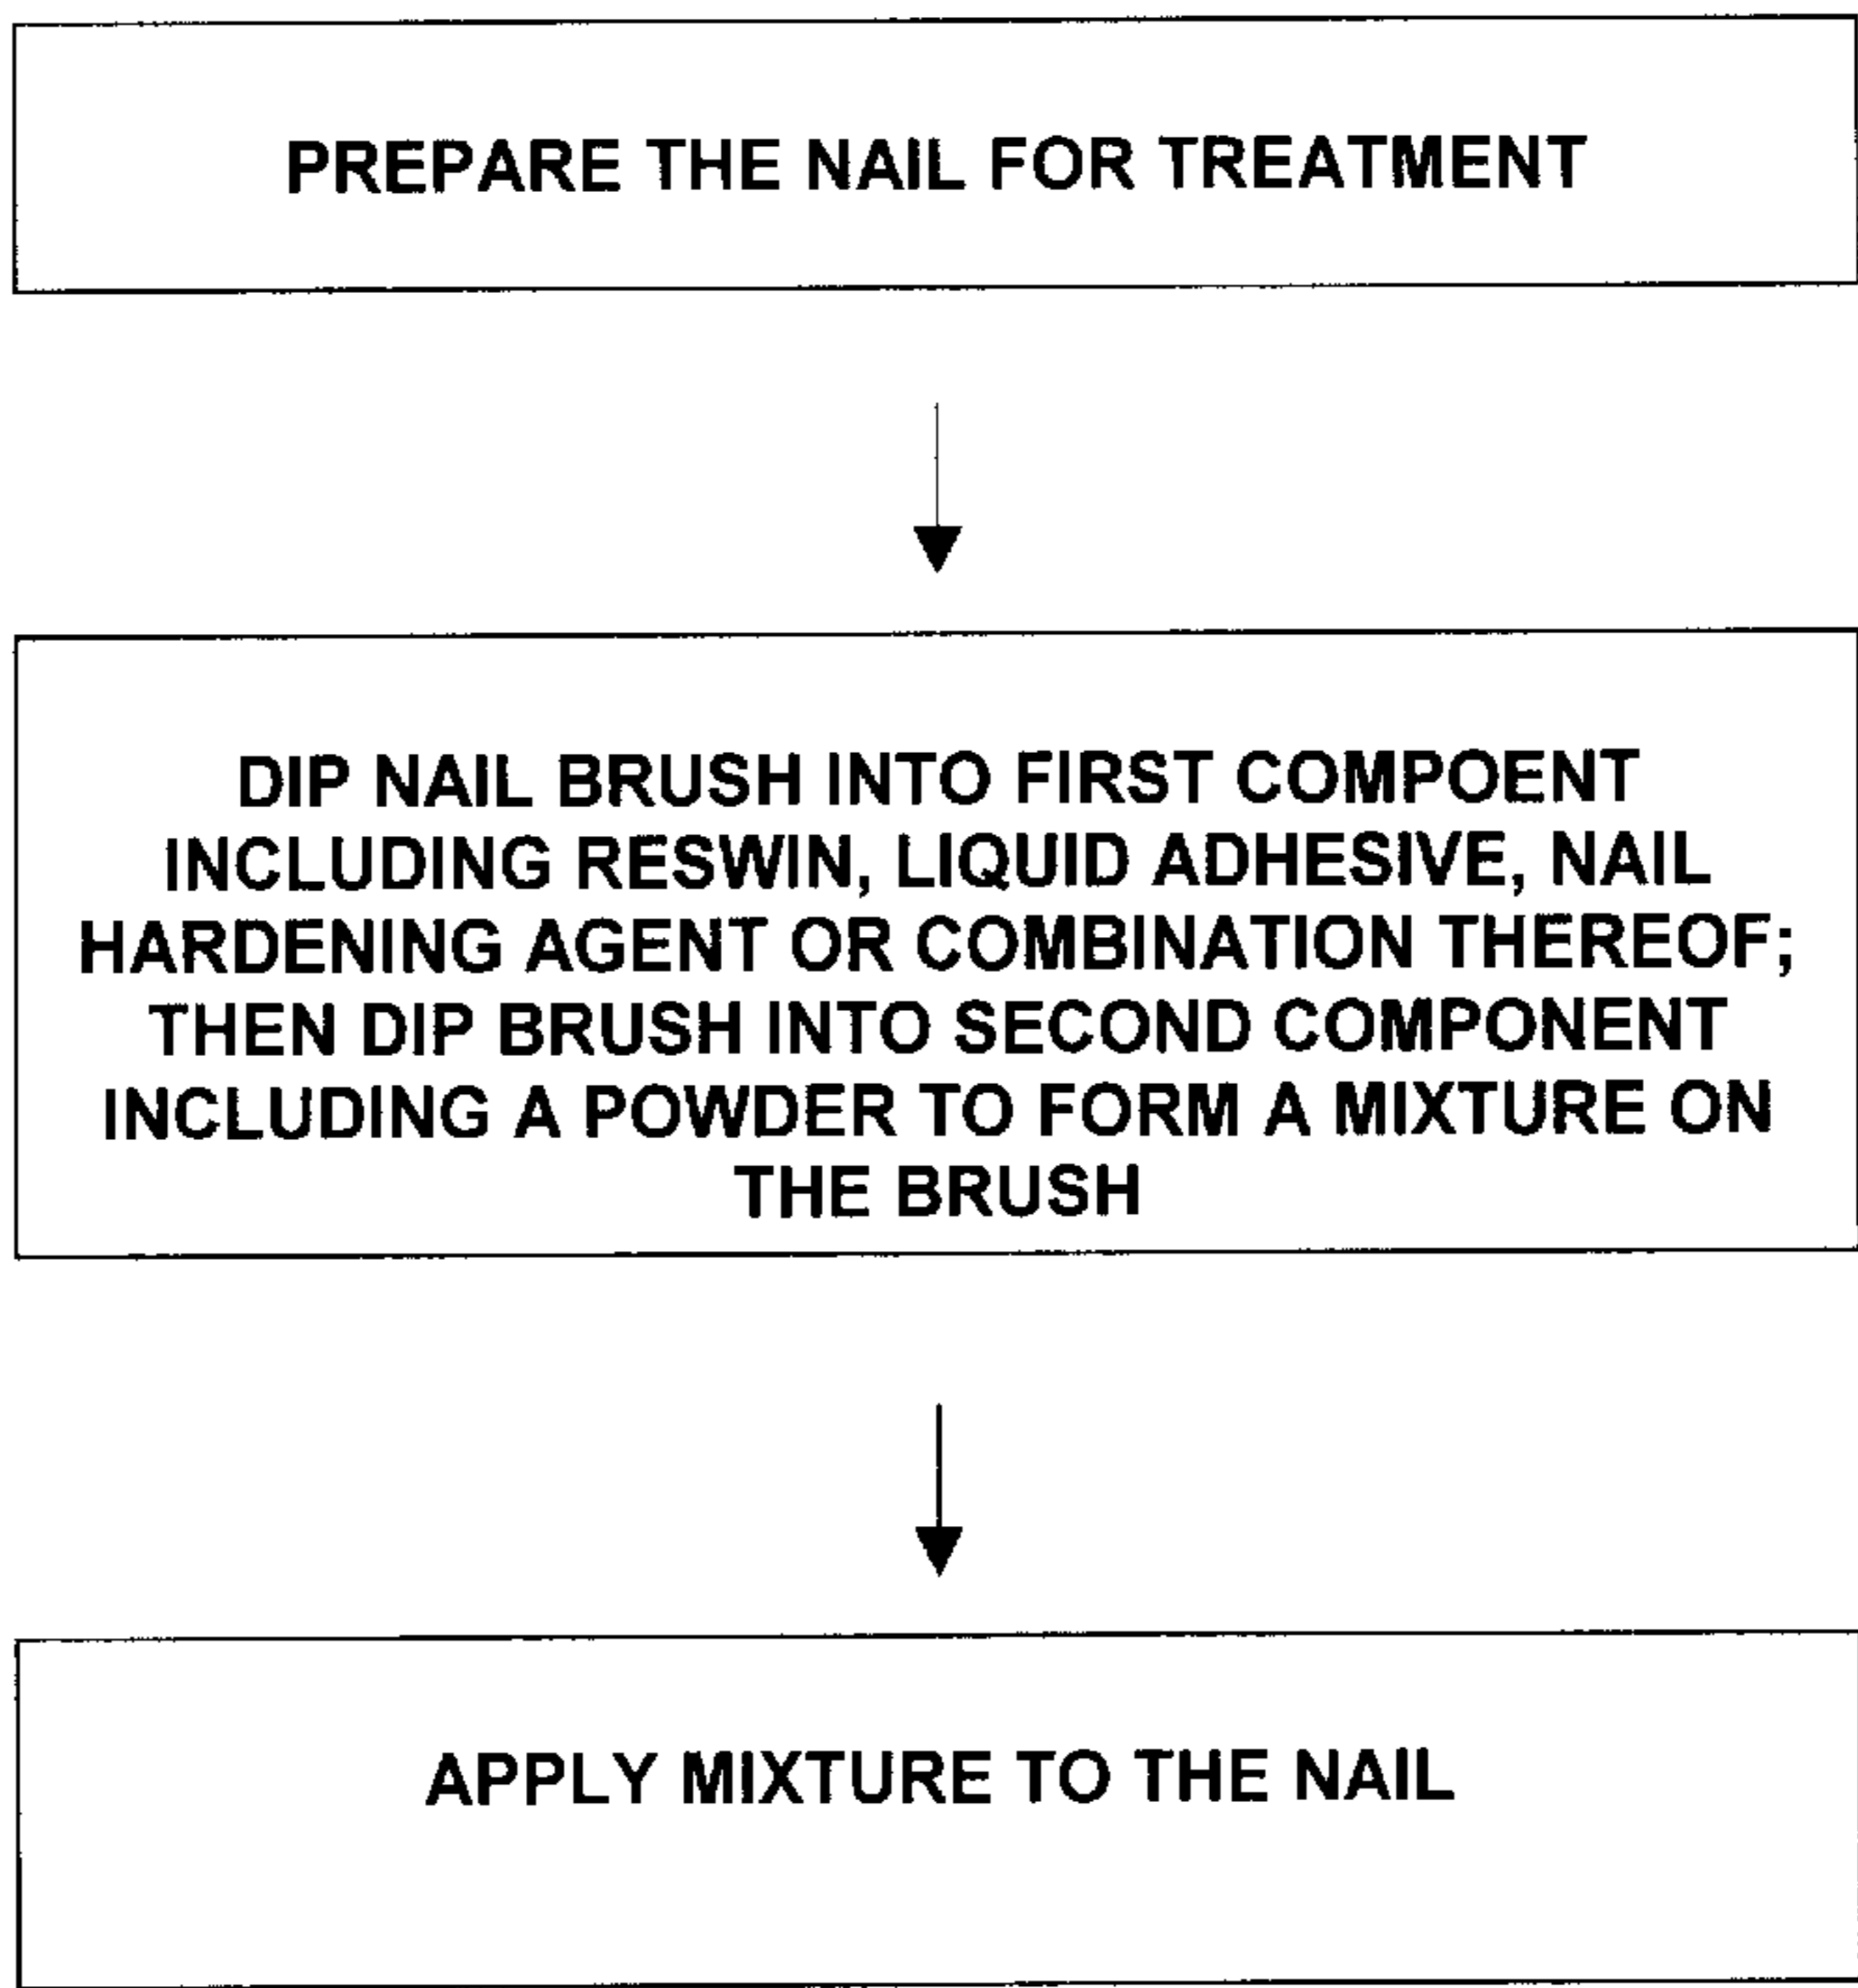 PREPARE THE NAIL FOR TREATMENT
DIP NAIL BRUSH INTO FIRST COMPOENT
INCLUDING RESWIN, LIQUID ADHESIVE, NAIL
HARDENING AGENT OR COMBINATION THEREOF;
THEN DIP BRUSH INTO SECOND COMPONENT
INCLUDING A POWDER TO FORM A MIXTURE ON
THE BRUSH
APPLY MIXTURE TO THE NAIL